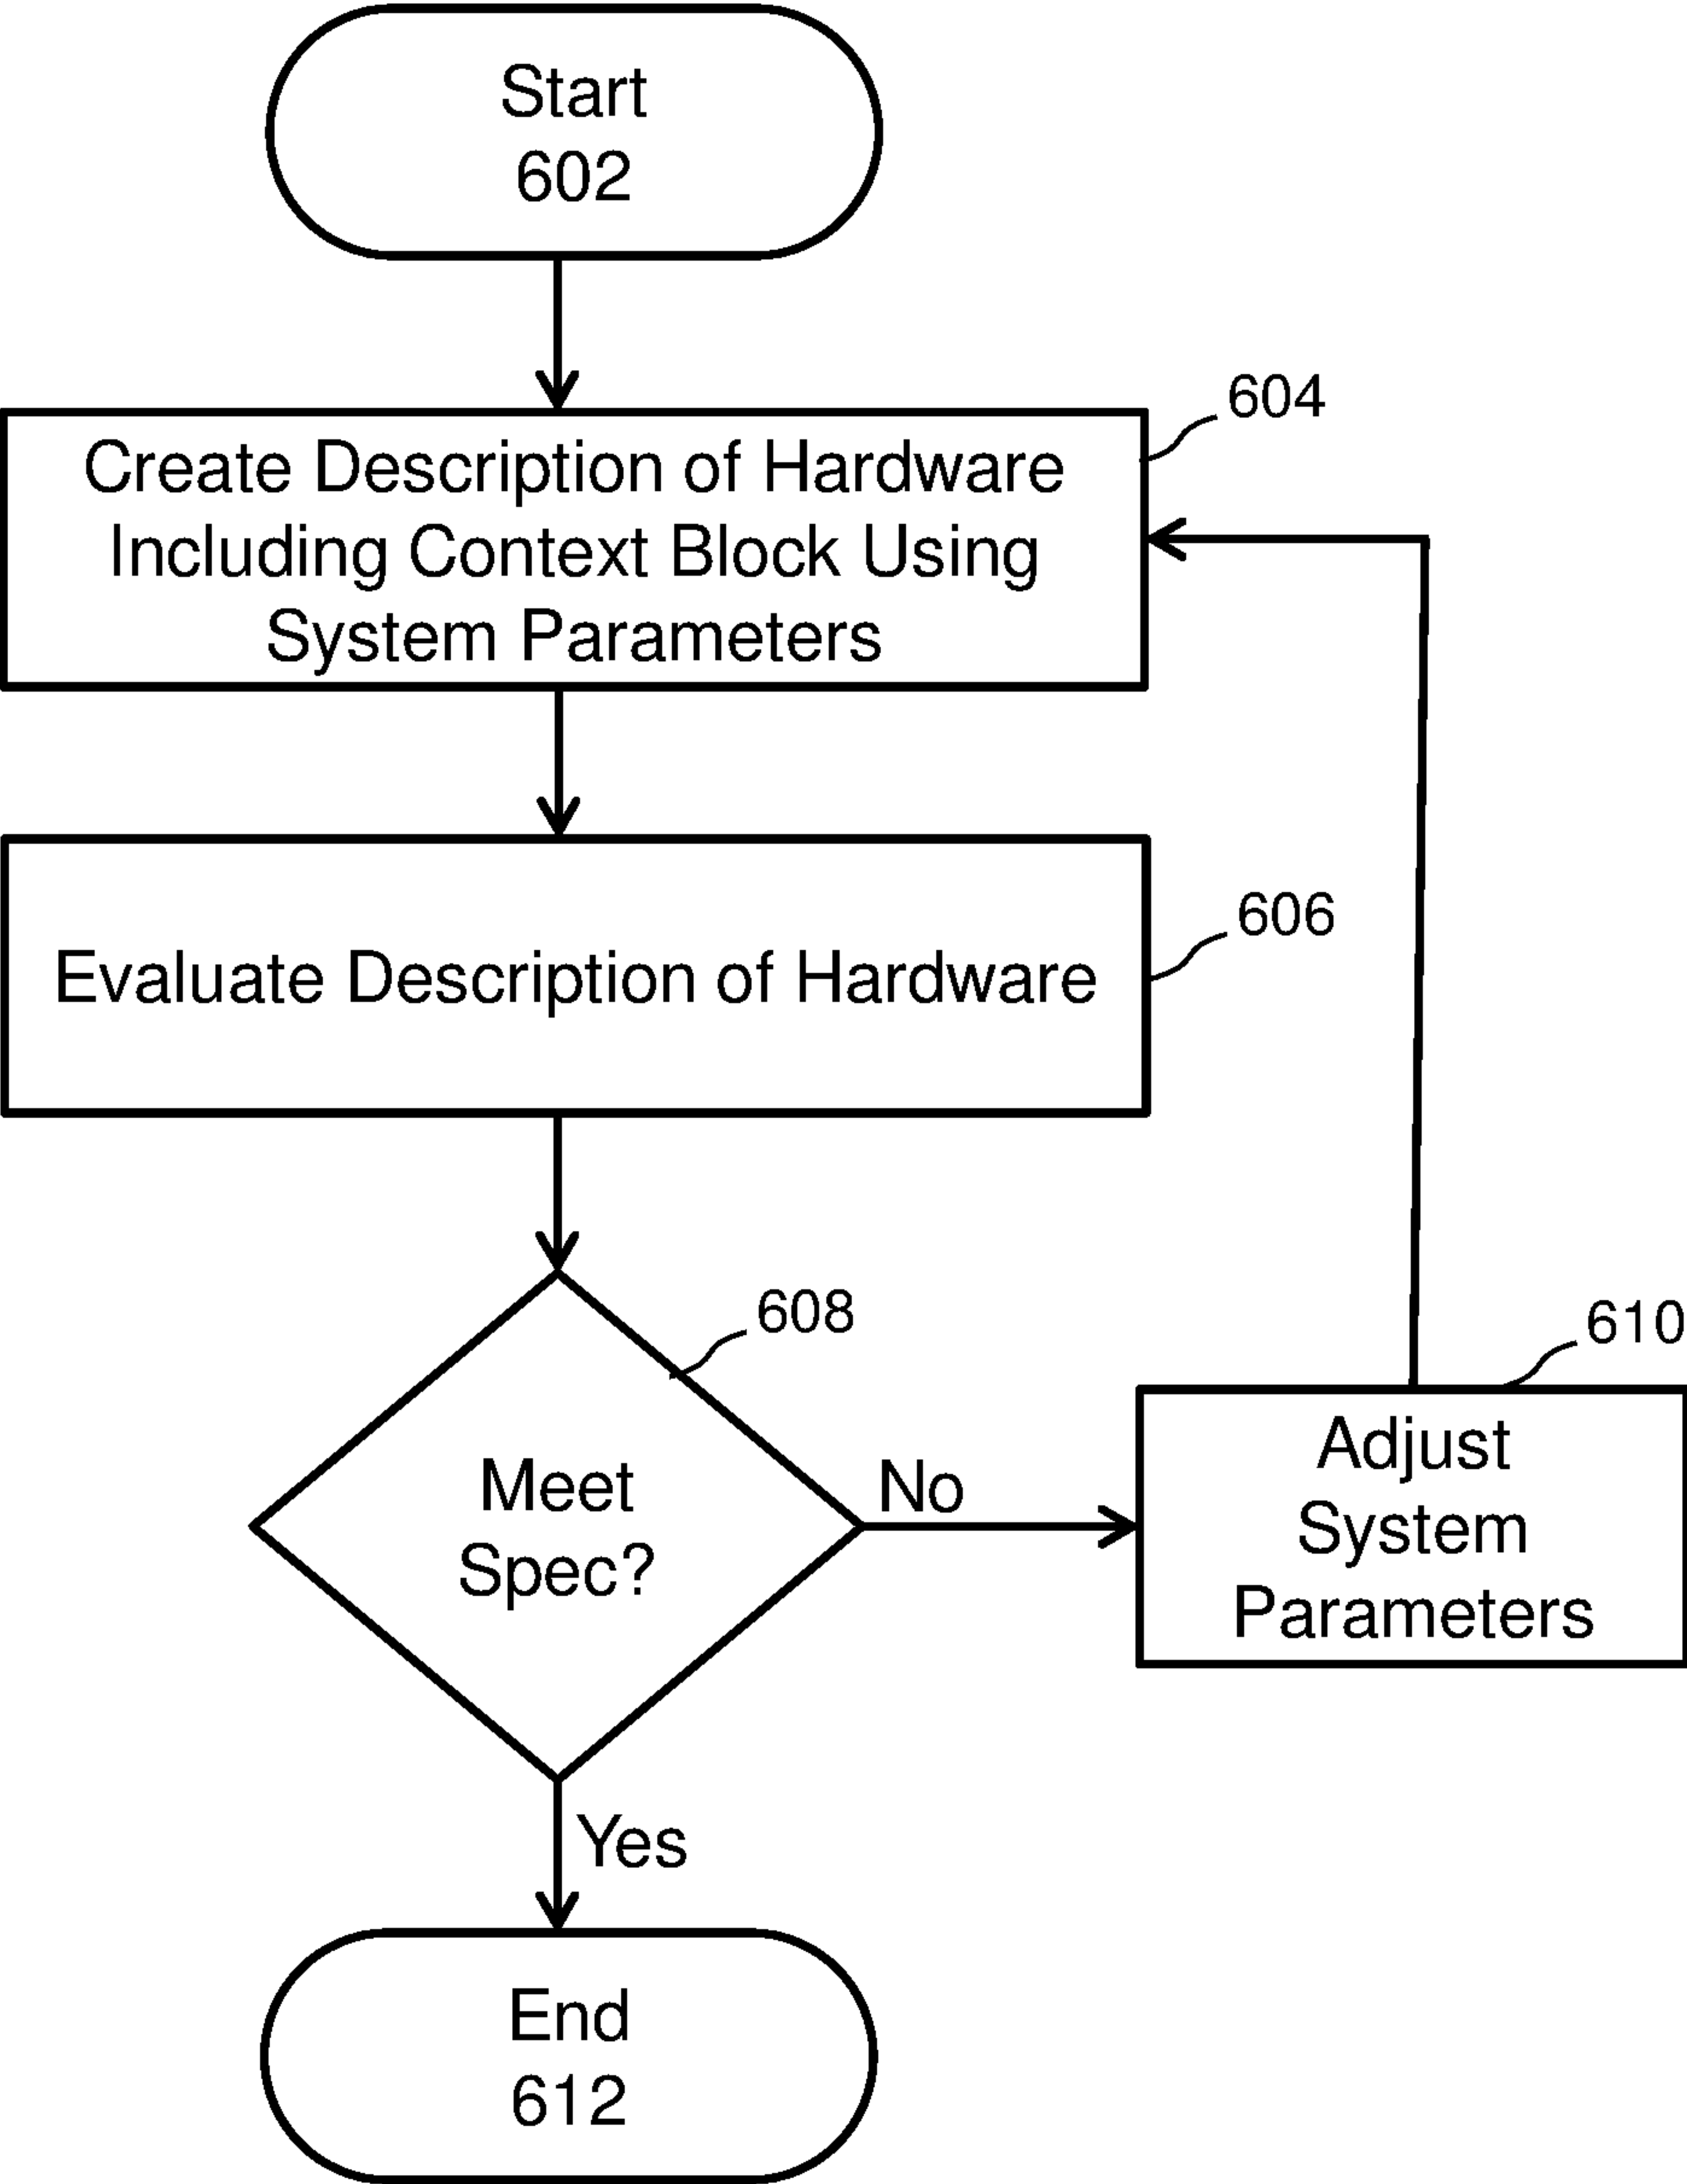 Start
602
604
Create Description of Hardware
Including Context Block Using
System Parameters
606
Evaluate Description of Hardware
608
610
Meet
Spec?
No
Adjust
System
Parameters
Yes
End
612